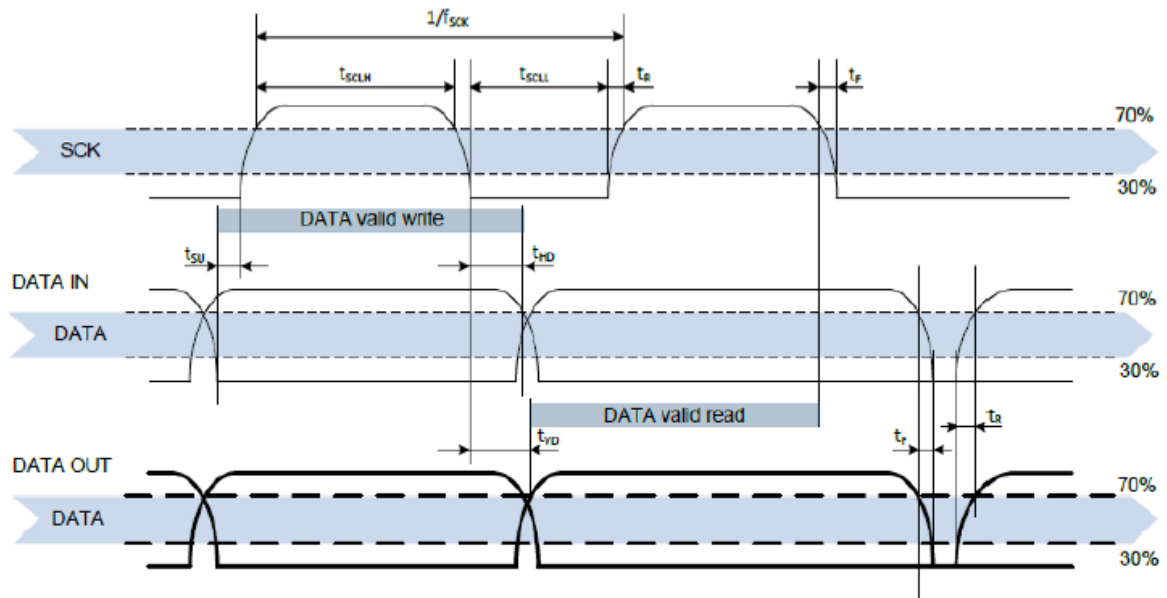 1/fSCK
tSCLH
tSCLL
tR
tF
70%
SCK
30%
DATA valid write
tSU
tHD
DATA IN
70%
DATA
30%
DATA valid read
tR
tVD
tF
DATA OUT
70%
DATA
30%